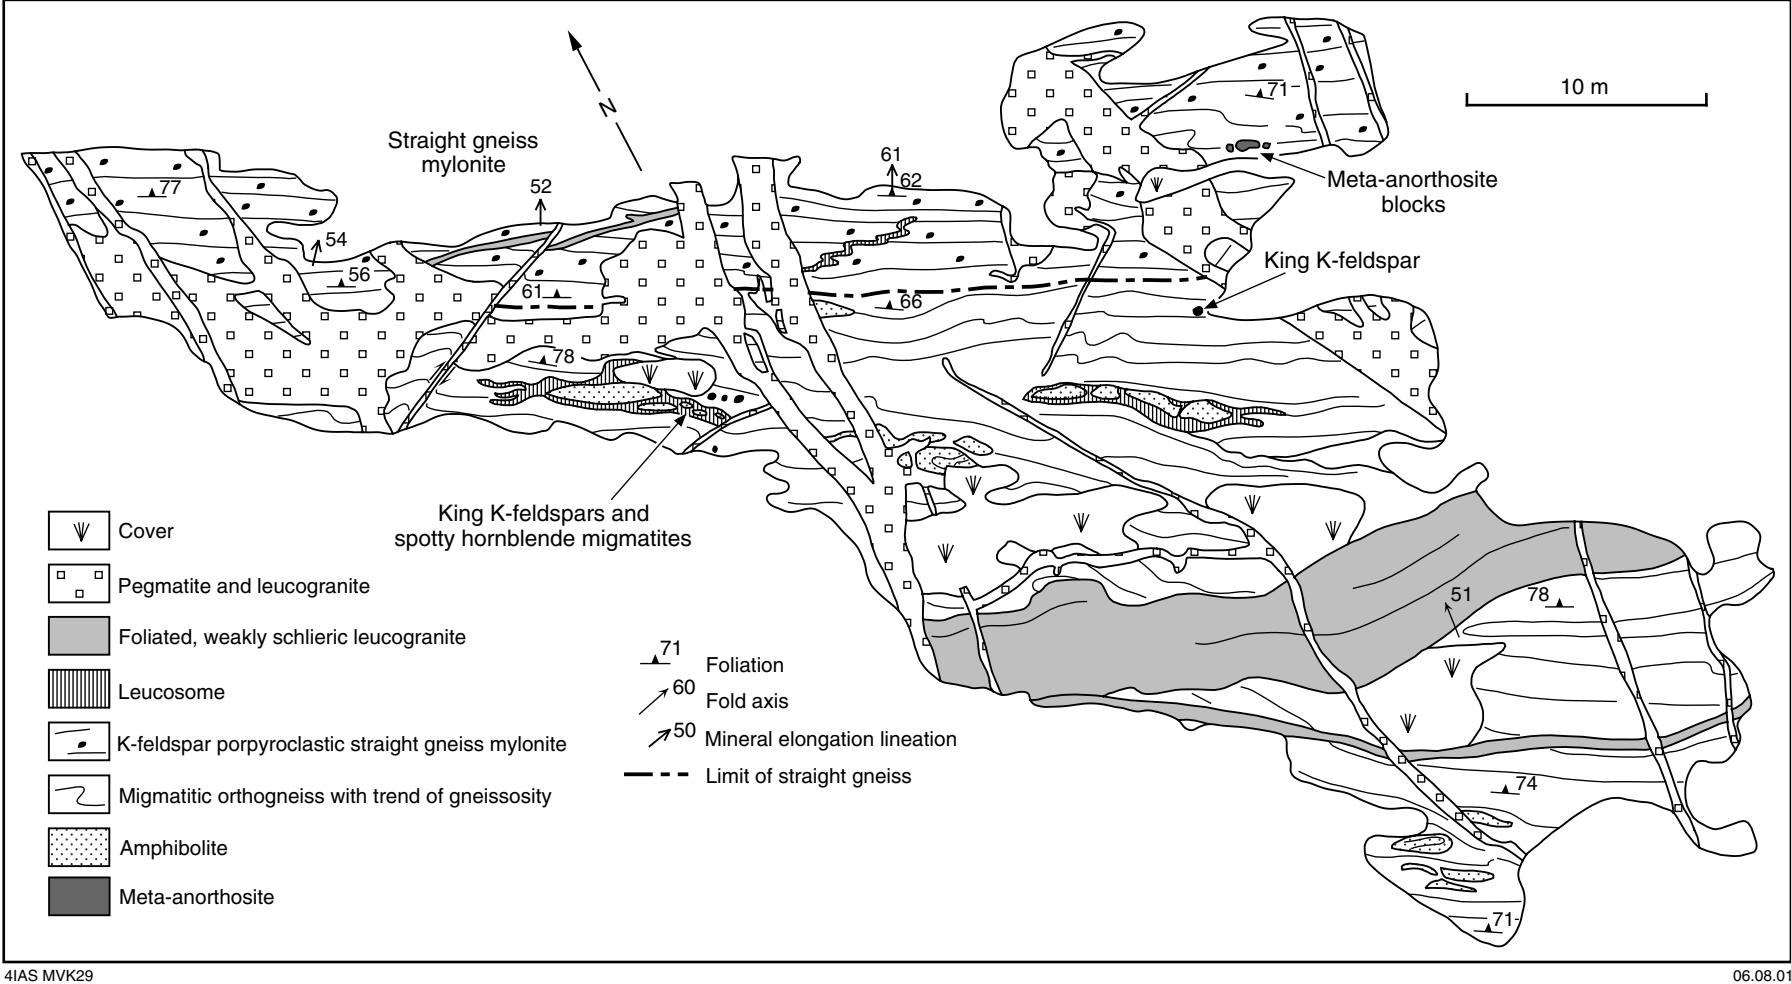 N
10 m
71
Straight gneiss
mylonite
Meta-anorthosite
blocks
61
62
77
52
54
56
King K-feldspar
61
66
78
King K-feldspars and
spotty hornblende migmatites
51
78
74
71
Cover
Pegmatite and leucogranite
Foliated, weakly schlieric leucogranite
Leucosome
K-feldspar porpyroclastic straight gneiss mylonite
Migmatitic orthogneiss with trend of gneissosity
Amphibolite
Meta-anorthosite
71 Foliation
60 Fold axis
50 Mineral elongation lineation
Limit of straight gneiss
4IAS MVK29
06.08.01